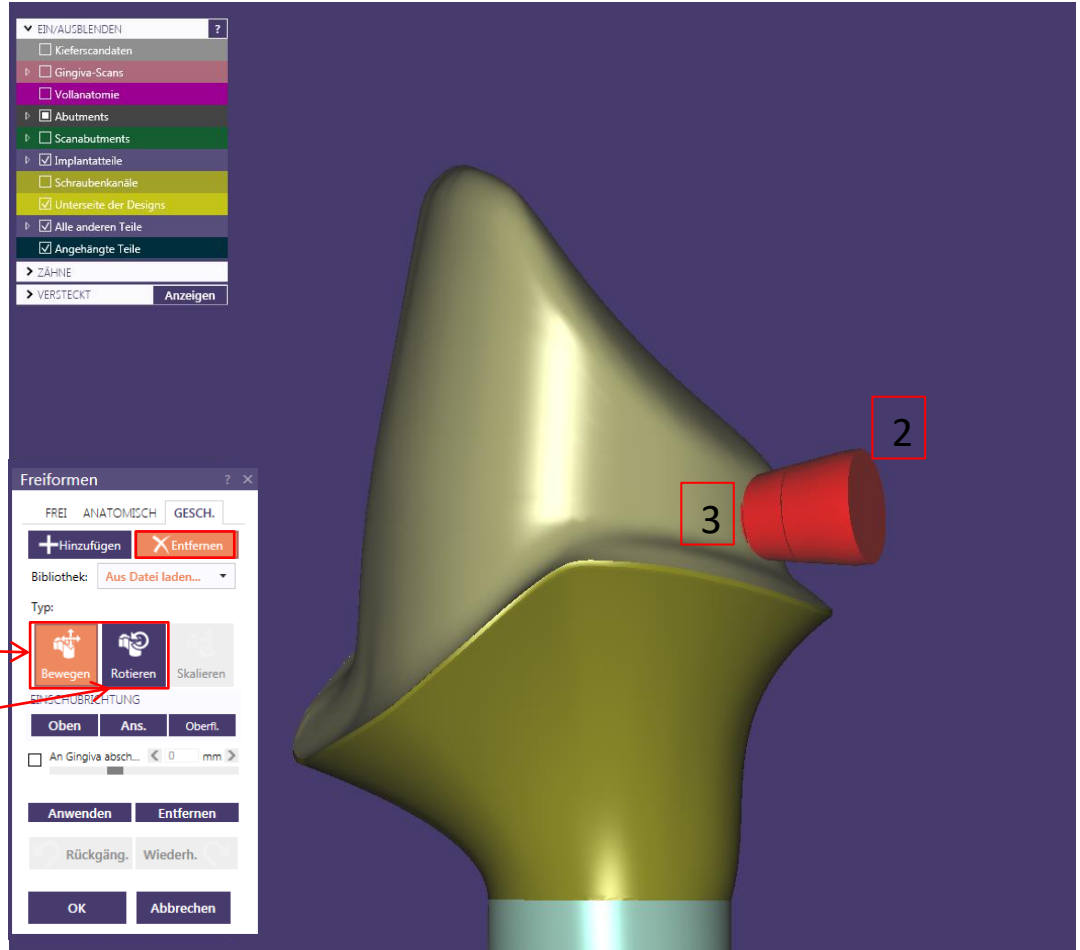 EIN/AUSBLENDEN ?
Kieferscandaten
Gingiva-Scans
Vollanatomie
Abutments
Scanabutments
Implantatteile
Schraubenkanäle
Unterseite der Designs
Alle anderen Teile
Angehängte Teile
ZÄHNE
VERSTECKT Anzeigen
2
3
Freiformen ? ×
FREI ANATOMISCH GESCH.
Hinzufügen Entfernen
Bibliothek: Aus Datei laden...
Typ:
Bewegen Rotieren Skalieren
EINSCHUBRICHTUNG
Oben Ans. Oberfl.
An Gingiva absch... 0 mm
Anwenden Entfernen
Rückgäng. Wiederh.
OK Abbrechen